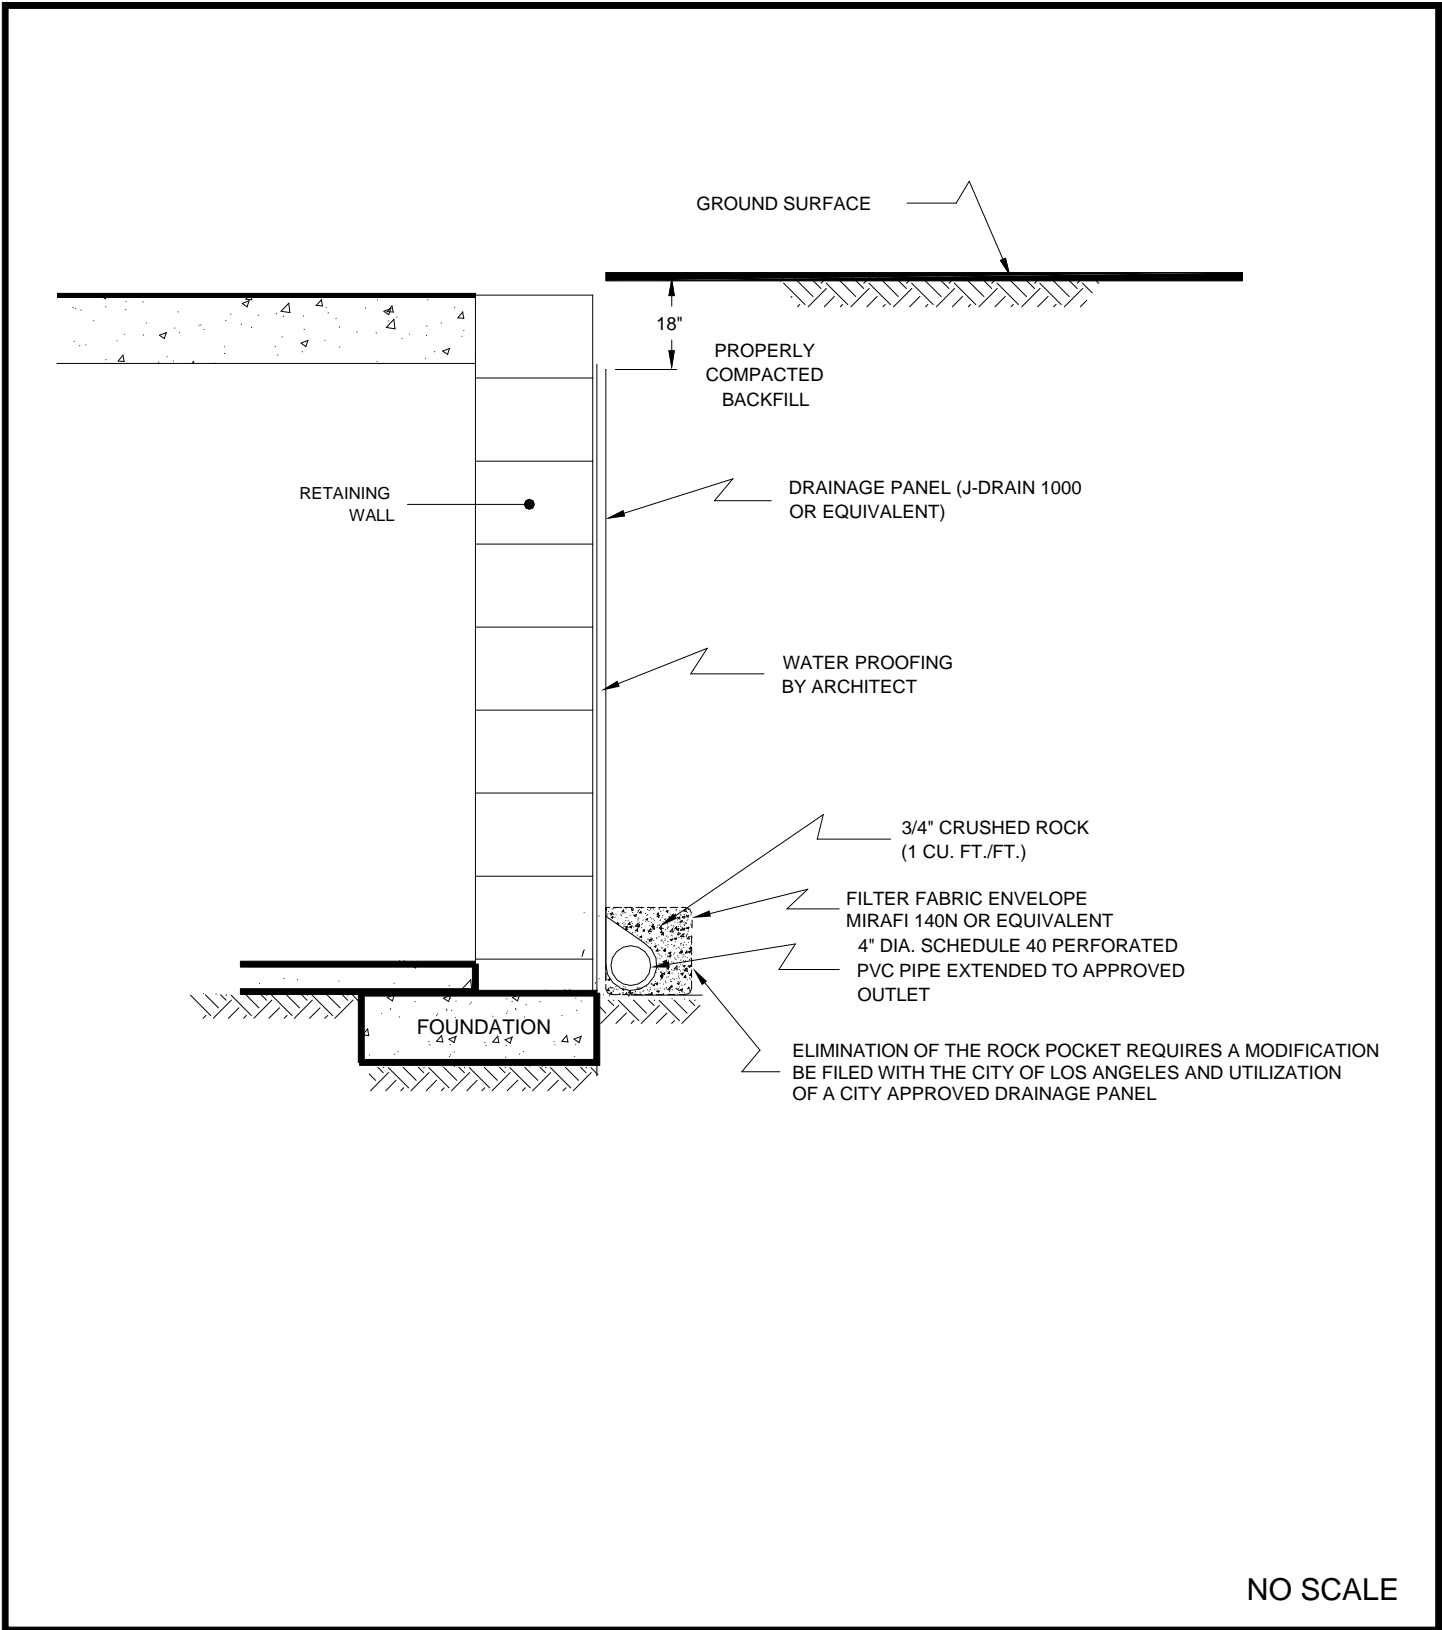 GROUND SURFACE
18"
PROPERLY
COMPACTED
BACKFILL
RETAINING
WALL
DRAINAGE PANEL (J-DRAIN 1000
OR EQUIVALENT)
WATER PROOFING
BY ARCHITECT
3/4" CRUSHED ROCK
(1 CU. FT./FT.)
FILTER FABRIC ENVELOPE
MIRAFI 140N OR EQUIVALENT
4" DIA. SCHEDULE 40 PERFORATED
PVC PIPE EXTENDED TO APPROVED
OUTLET
FOUNDATION
ELIMINATION OF THE ROCK POCKET REQUIRES A MODIFICATION
BE FILED WITH THE CITY OF LOS ANGELES AND UTILIZATION
OF A CITY APPROVED DRAINAGE PANEL
NO SCALE